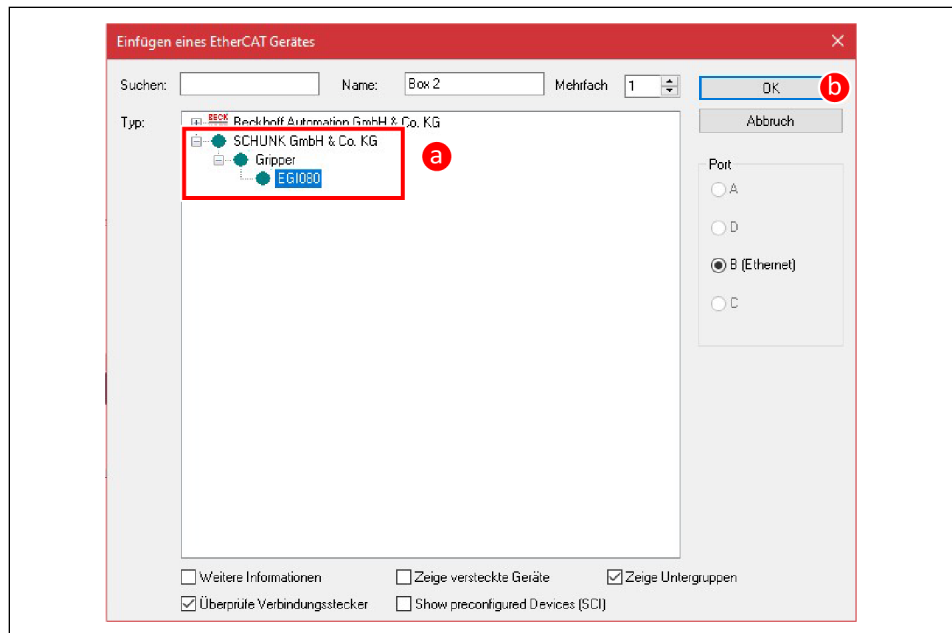 Einfügen eines EtherCAT Gerätes
Suchen: Name: Box 2 Mehrfach 1 OK b
Typ: BECK Beckhoff Automation GmbH & Co. KG Abbruch
SCHUNK GmbH & Co. KG
a
Gripper Port
EGI080 A
D
B (Ethernet)
C
Weitere Informationen Zeige versteckte Geräte Zeige Untergruppen
Überprüfe Verbindungsstecker Show preconfigured Devices (SCI)